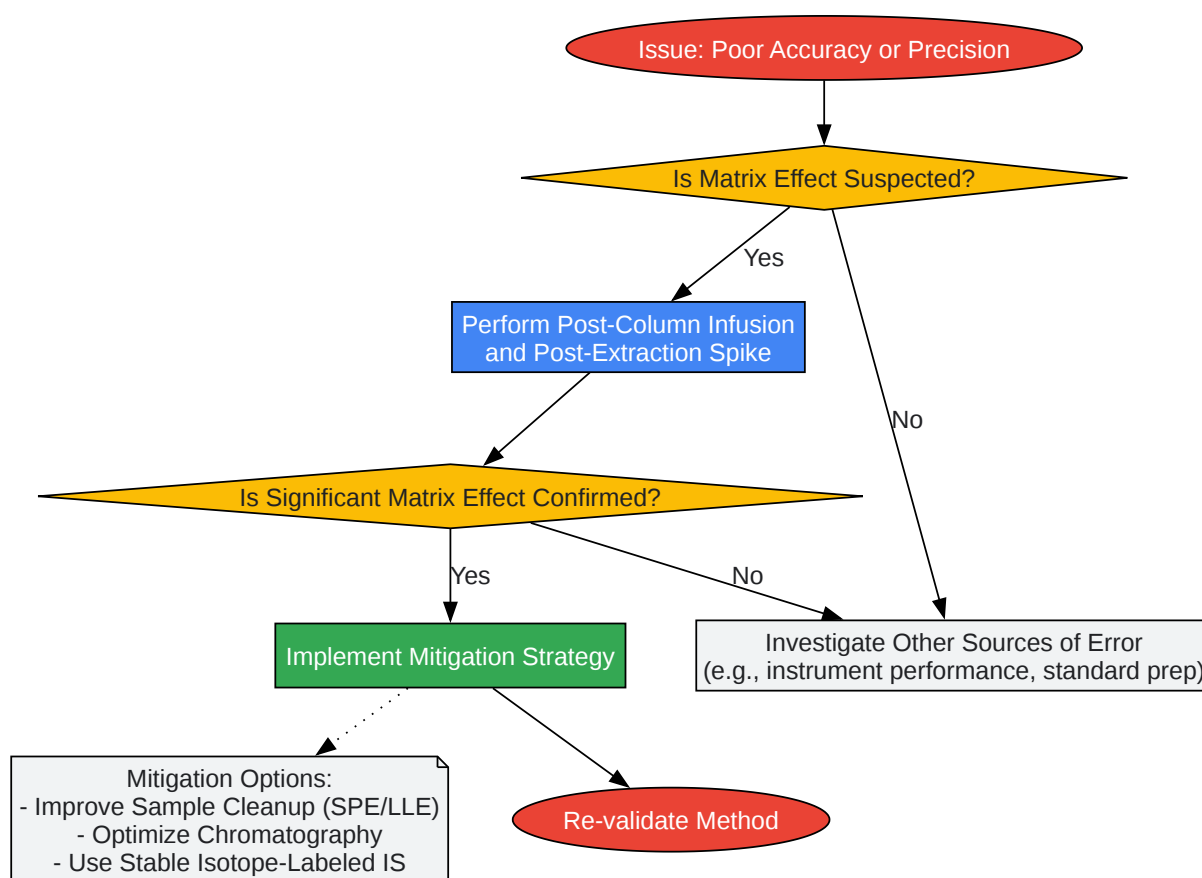 Issue: Poor Accuracy or Precision
Is Matrix Effect Suspected?
Yes
Perform Post-Column Infusion
and Post-Extraction Spike
No
Is Significant Matrix Effect Confirmed?
Yes
No
Implement Mitigation Strategy
Investigate Other Sources of Error
(e.g., instrument performance, standard prep)
Mitigation Options:
- Improve Sample Cleanup (SPE/LLE)
- Optimize Chromatography
- Use Stable Isotope-Labeled IS
Re-validate Method